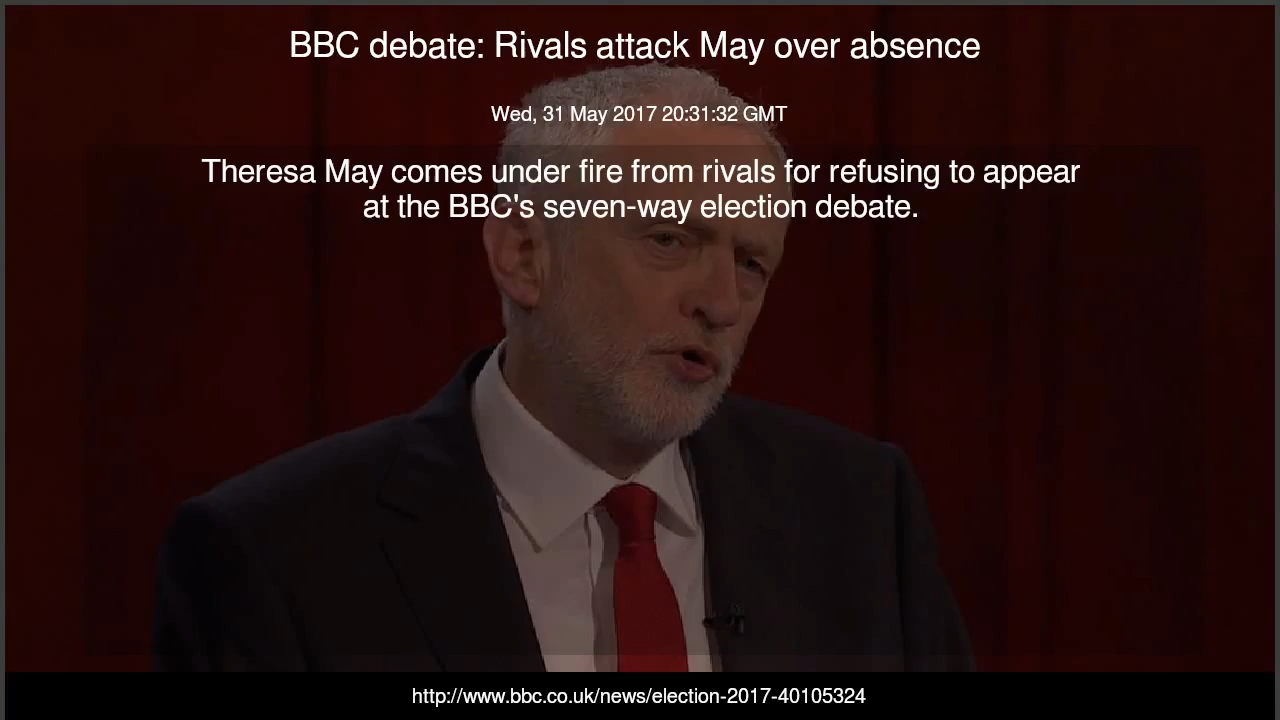 BBC debate: Rivals attack May over absence
Wed, 31 May 2017 20:31:32 GMT
Theresa May comes under fire from rivals for refusing to appear
at the BBC's seven-way election debate.
http://www.bbc.co.uk/news/election-2017-40105324